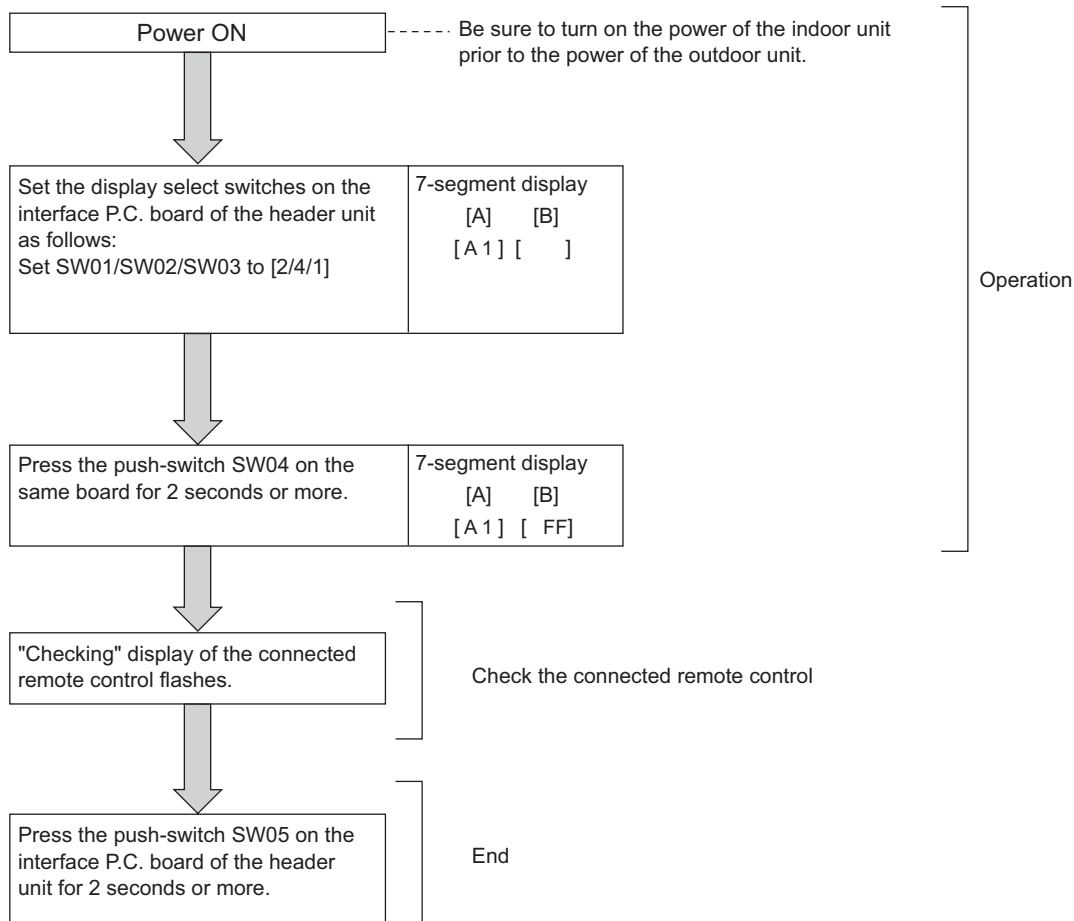 Power ON
Be sure to turn on the power of the indoor unit
prior to the power of the outdoor unit.
Set the display select switches on the
interface P.C. board of the header unit
as follows:
Set SW01/SW02/SW03 to [2/4/1]
7-segment display
[A] [B]
[ A 1 ] [ ]
Operation
Press the push-switch SW04 on the
same board for 2 seconds or more.
7-segment display
[A] [B]
[ A 1 ] [ FF]
"Checking" display of the connected
remote control flashes.
Check the connected remote control
Press the push-switch SW05 on the
interface P.C. board of the header
unit for 2 seconds or more.
End